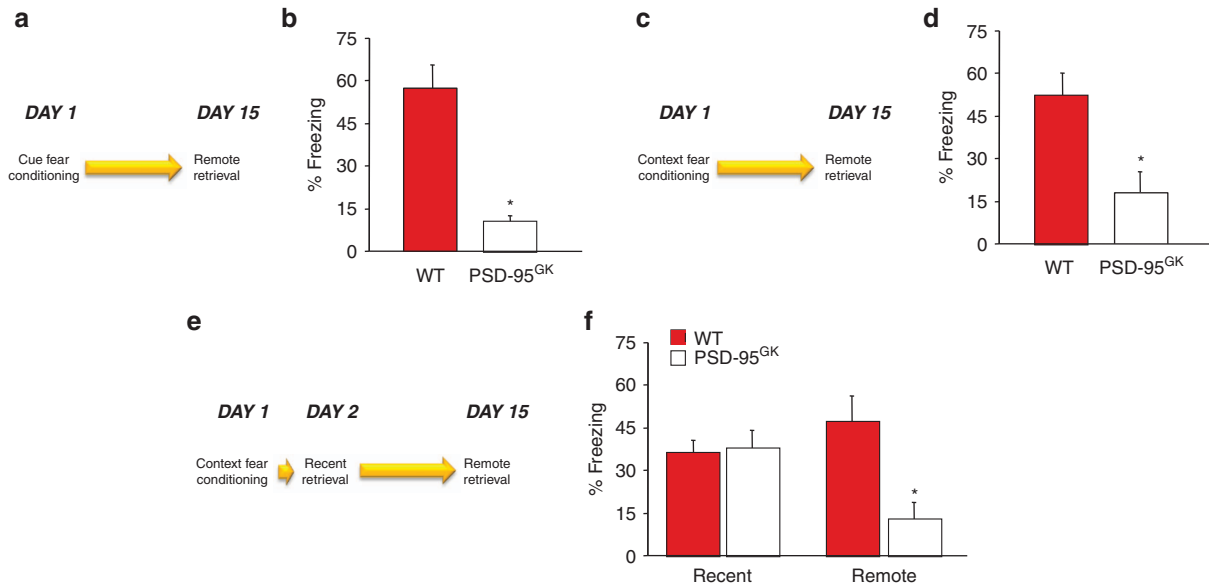 a
DAY 1 DAY 15
Cue fear conditioning
Remote retrieval
b
% Freezing
75
60
45
30
15
0
*
WT PSD-95GK
c
DAY 1 DAY 15
Context fear conditioning
Remote retrieval
d
% Freezing
75
60
45
30
15
0
*
WT PSD-95GK
e
DAY 1 DAY 2 DAY 15
Context fear conditioning
Recent retrieval
Remote retrieval
f
WT
PSD-95GK
% Freezing
75
60
45
30
15
0
*
Recent Remote